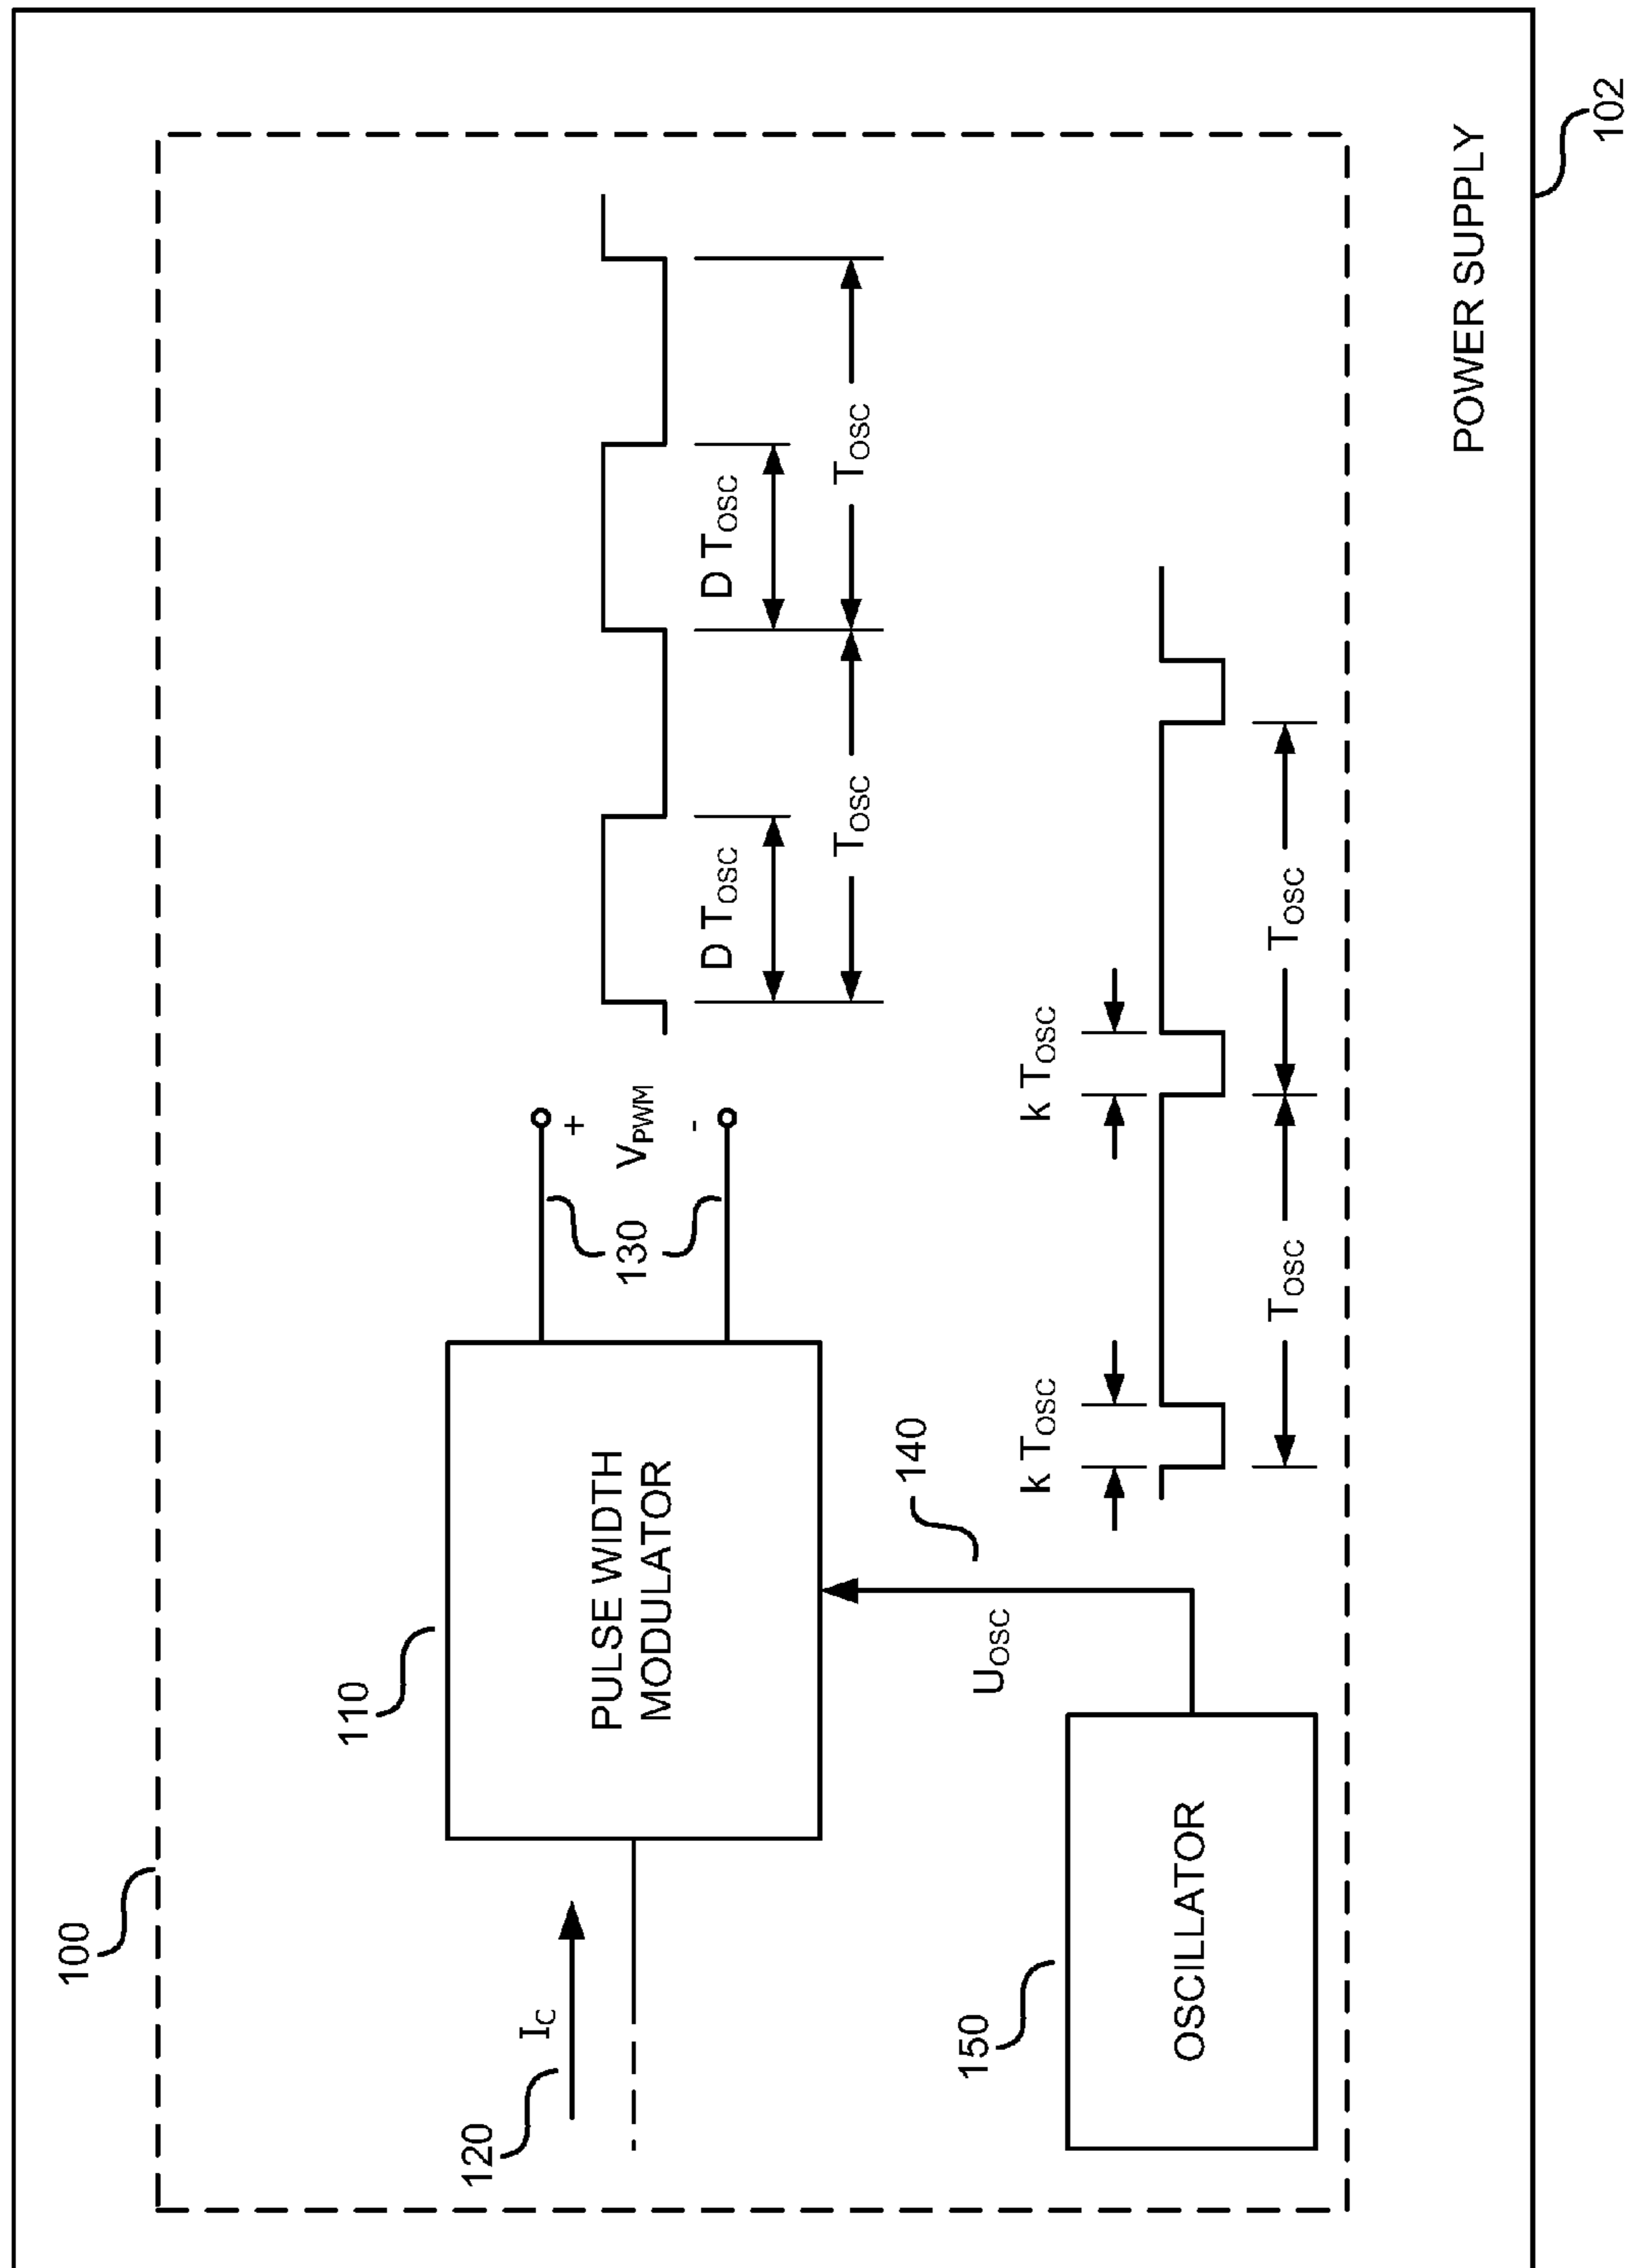 100
110
120
I_C
PULSE WIDTH
MODULATOR
130
+
V_PWM
-
D T_OSC
D T_OSC
T_OSC
T_OSC
140
U_OSC
150
OSCILLATOR
k T_OSC
k T_OSC
T_OSC
T_OSC
POWER SUPPLY
102